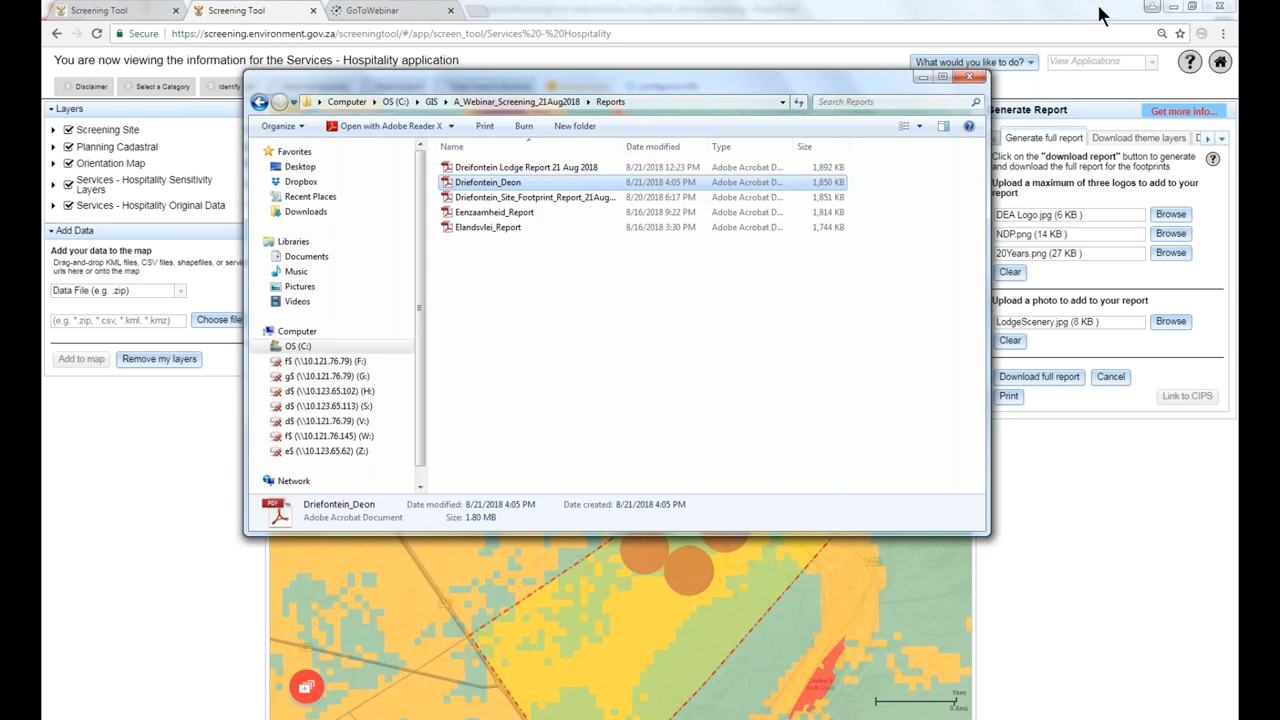 Screening Tool
Screening Tool
GoToWebinar
Secure
https://screening.environment.gov.za/screeningtool/#/app/screen_tool/Services%20-%20Hospitality
You are now viewing the information for the Services - Hospitality application
What would you like to do?
View Applications
Disclaimer
Select a Category
Identify
Layers
Screening Site
Planning Cadastral
Orientation Map
Services - Hospitality Sensitivity
Layers
Services - Hospitality Original Data
Add Data
Add your data to the map
Drag-and-drop KML files, CSV files, shapefiles, or servi
urls here or onto the map
Data File (e.g. .zip)
(e.g. *.zip, *.csv, *.kml, *.kmz)
Choose file
Add to map
Remove my layers
Computer
OS (C:)
GIS
A_Webinar_Screening_21Aug2018
Reports
Search Reports
Organize
Open with Adobe Reader X
Print
Burn
New folder
Favorites
Desktop
Dropbox
Recent Places
Downloads
Libraries
Documents
Music
Pictures
Videos
Computer
OS (C:)
f$ (\\10.121.76.79) (F:)
g$ (\\10.121.76.79) (G:)
d$ (\\10.123.65.102) (H:)
d$ (\\10.123.65.113) (S:)
d$ (\\10.121.76.79) (V:)
f$ (\\10.121.76.145) (W:)
e$ (\\10.123.65.62) (Z:)
Network
Name Date modified Type Size
Dreifontein Lodge Report 21 Aug 2018 8/21/2018 12:23 PM Adobe Acrobat D... 1,892 KB
Driefontein_Deon 8/21/2018 4:05 PM Adobe Acrobat D... 1,850 KB
Driefontein_Site_Footprint_Report_21Aug... 8/20/2018 6:17 PM Adobe Acrobat D... 1,851 KB
Eenzaamheid_Report 8/16/2018 9:22 PM Adobe Acrobat D... 1,814 KB
Elandsvlei_Report 8/16/2018 3:30 PM Adobe Acrobat D... 1,744 KB
PDF
Driefontein_Deon Date modified: 8/21/2018 4:05 PM Date created: 8/21/2018 4:05 PM
Adobe Acrobat Document Size: 1.80 MB
Generate Report
Get more info...
Generate full report
Download theme layers
Click on the "download report" button to generate
and download the full report for the footprints
Upload a maximum of three logos to add to your
report
DEA Logo.jpg (6 KB ) Browse
NDP.png (14 KB ) Browse
20Years.png (27 KB ) Browse
Clear
Upload a photo to add to your report
LodgeScenery.jpg (8 KB ) Browse
Clear
Download full report
Cancel
Print
Link to CIPS
1km
0.6mi